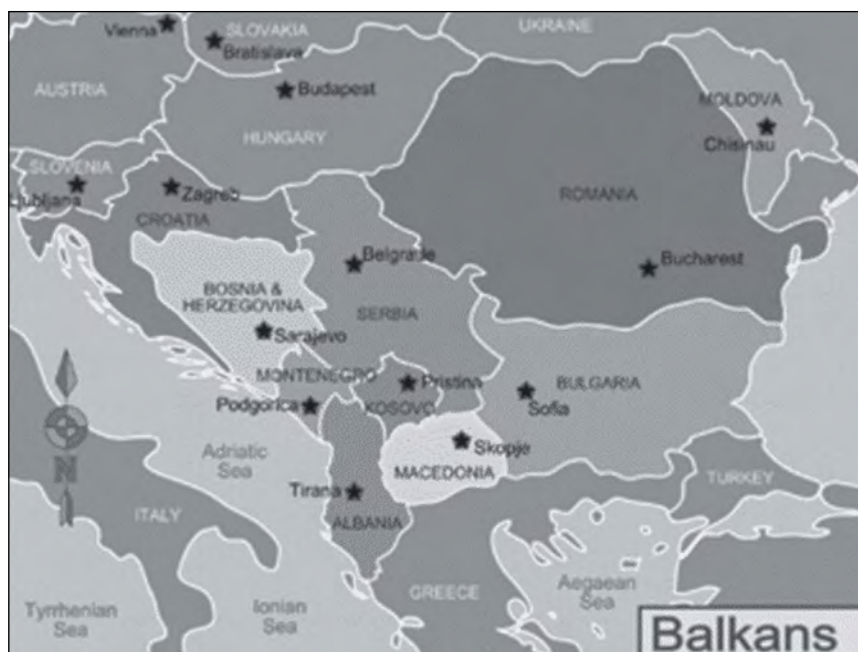 Vienna
SLOVAKIA
Bratislava
UKRAINE
AUSTRIA
Budapest
HUNGARY
MOLDOVA
Chisinau
SLOVENIA
Ljubljana
Zagreb
CROATIA
ROMANIA
Belgrade
Bucharest
BOSNIA &
HERZEGOVINA
Sarajevo
SERBIA
MONTENEGRO
Pristina
KOSOVO
BULGARIA
Sofia
Podgorica
Skopje
MACEDONIA
Adriatic
Sea
Tirana
ALBANIA
TURKEY
N
ITALY
GREECE
Aegaean
Sea
Tyrrhenian
Sea
Ionian
Sea
Balkans